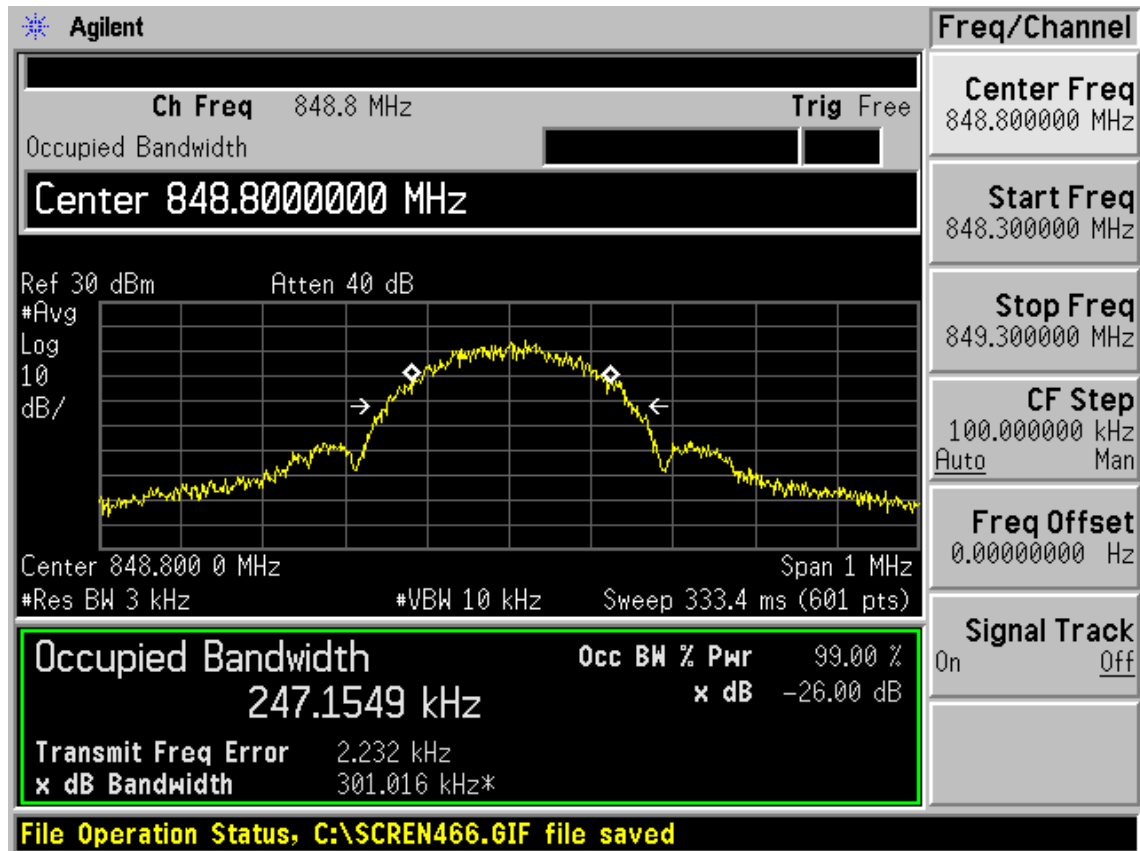 Agilent
Freq/Channel
Ch Freq 848.8 MHz Trig Free
Occupied Bandwidth
Center 848.8000000 MHz
Ref 30 dBm Atten 40 dB
#Avg
Log
10
dB/
Center 848.800 0 MHz Span 1 MHz
#Res BW 3 kHz #VBW 10 kHz Sweep 333.4 ms (601 pts)
Occupied Bandwidth
247.1549 kHz
Occ BW % Pwr 99.00 %
x dB -26.00 dB
Transmit Freq Error 2.232 kHz
x dB Bandwidth 301.016 kHz*
File Operation Status, C:\SCREN466.GIF file saved
Center Freq
848.800000 MHz
Start Freq
848.300000 MHz
Stop Freq
849.300000 MHz
CF Step
100.000000 kHz
Auto Man
Freq Offset
0.00000000 Hz
Signal Track
On Off